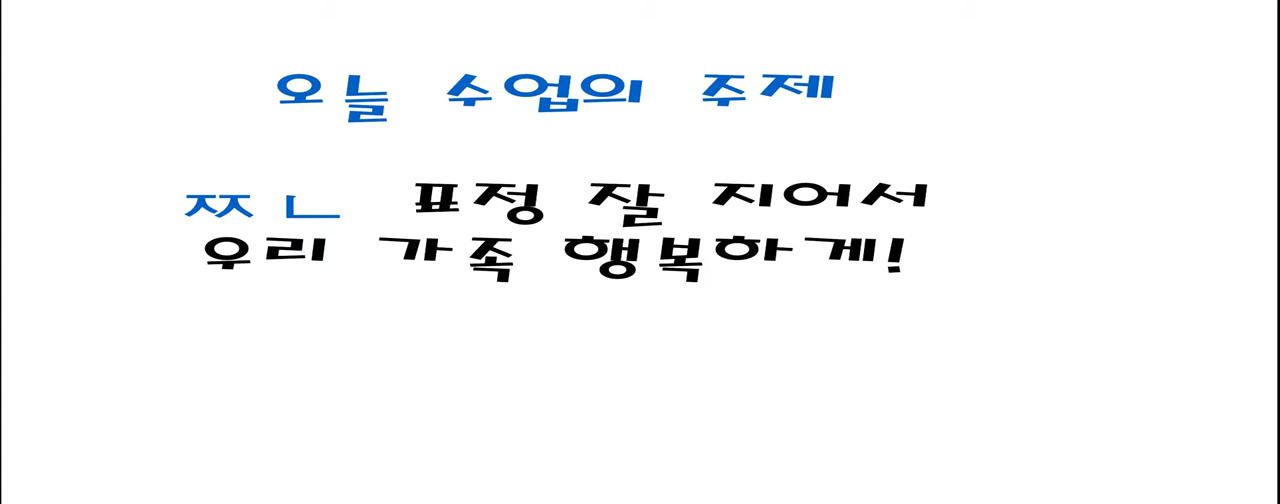 오늘 수업의 주제
ㅉ ㄴ 표정 잘 지어서
우리 가족 행복하게!